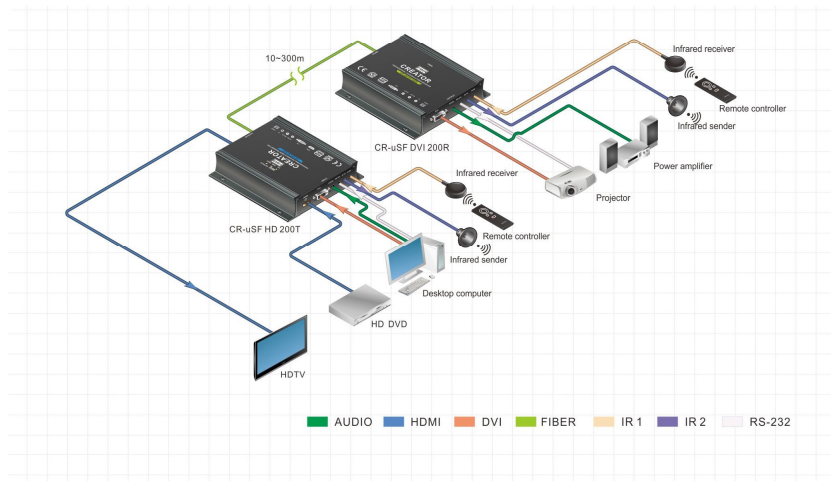 10~300m
CREATOR
CR-uSF DVI 200R
Infrared receiver
Remote controller
Infrared sender
Power amplifier
Projector
CREATOR
CR-uSF HD 200T
Infrared receiver
Remote controller
Infrared sender
Desktop computer
HD DVD
HDTV
AUDIO HDMI DVI FIBER IR 1 IR 2 RS-232